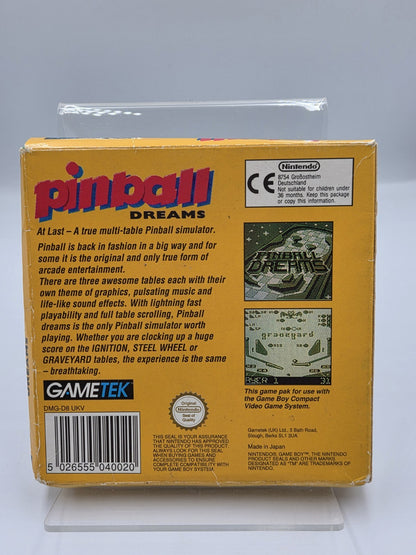 pinball
DREAMS
At Last – A true multi-table Pinball simulator.
Pinball is back in fashion in a big way and for
some it is the original and only true form of
arcade entertainment.
There are three awesome tables each with their
own theme of graphics, pulsating music and
life-like sound effects. With lightning fast
playability and full table scrolling, Pinball
dreams is the only Pinball simulator worth
playing. Whether you are clocking up a huge
score on the IGNITION, STEEL WHEEL or
GRAVEYARD tables, the experience is the same
– breathtaking.
GAMETEK
DMG-D6 UKV
5 026555 040020
THIS SEAL IS YOUR ASSURANCE
THAT NINTENDO HAS APPROVED
THE QUALITY OF THIS PRODUCT.
ALWAYS LOOK FOR THIS SEAL
WHEN BUYING GAMES AND
ACCESSORIES TO ENSURE
COMPLETE COMPATIBILITY WITH
YOUR GAME BOY SYSTEM.
CE
Nintendo
8754 Großostheim
Deutschland
Not suitable for children under
36 months. Keep this package
or copy this information.
PINBALL
DREAMS
graveyard
AYER 1 31
This game pak for use with
the Game Boy Compact
Video Game System.
Gametek (UK) Ltd., 3 Bath Road,
Slough, Berks SL1 3UA.
Made in Japan
NINTENDO®, GAME BOY™, THE NINTENDO
PRODUCT SEALS AND OTHER MARKS
DESIGNATED AS "TM" ARE TRADEMARKS OF
NINTENDO.